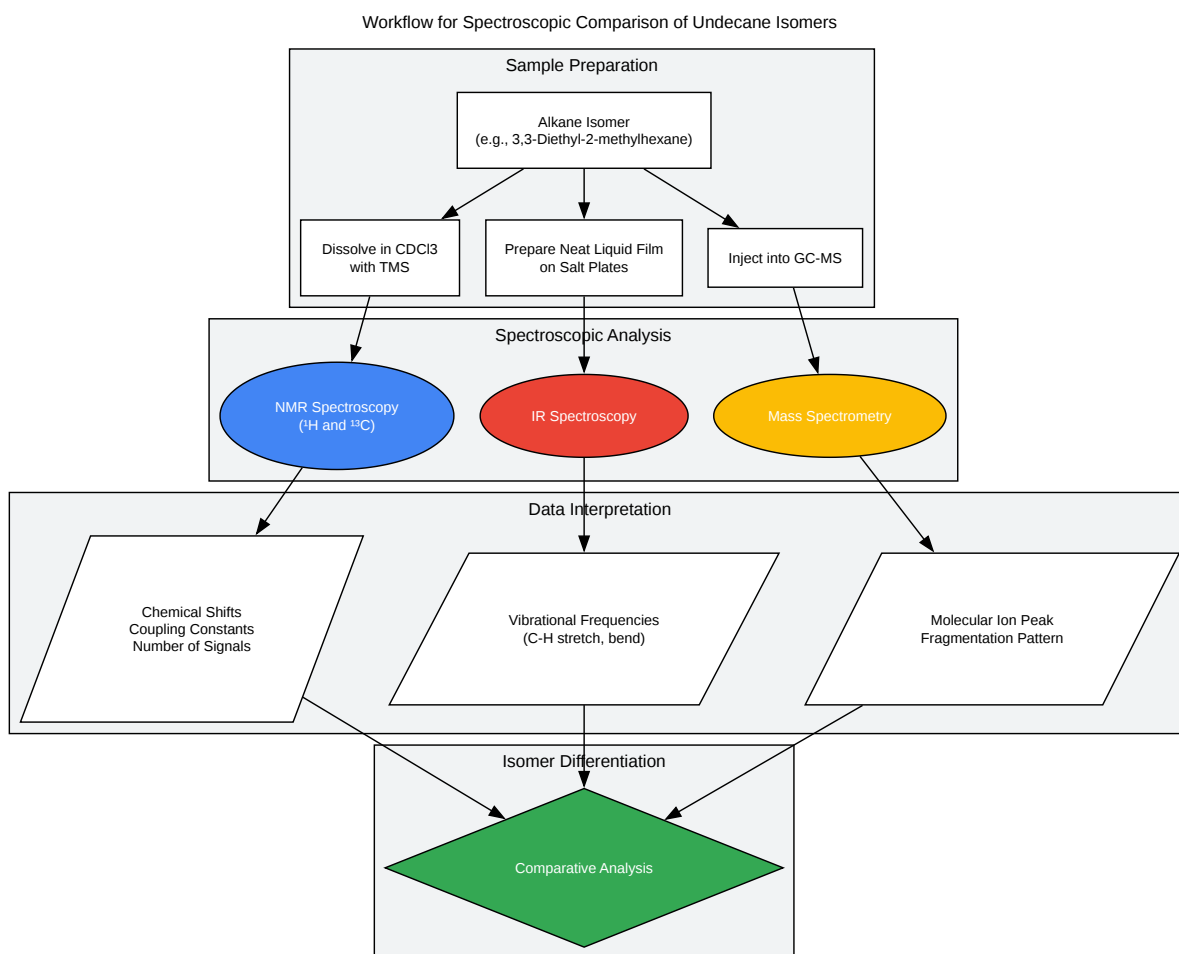 Workflow for Spectroscopic Comparison of Undecane Isomers
Sample Preparation
Alkane Isomer
(e.g., 3,3-Diethyl-2-methylhexane)
Dissolve in CDCl3
with TMS
Prepare Neat Liquid Film
on Salt Plates
Inject into GC-MS
Spectroscopic Analysis
NMR Spectroscopy
(¹H and ¹³C)
IR Spectroscopy
Mass Spectrometry
Data Interpretation
Chemical Shifts
Coupling Constants
Number of Signals
Vibrational Frequencies
(C-H stretch, bend)
Molecular Ion Peak
Fragmentation Pattern
Isomer Differentiation
Comparative Analysis